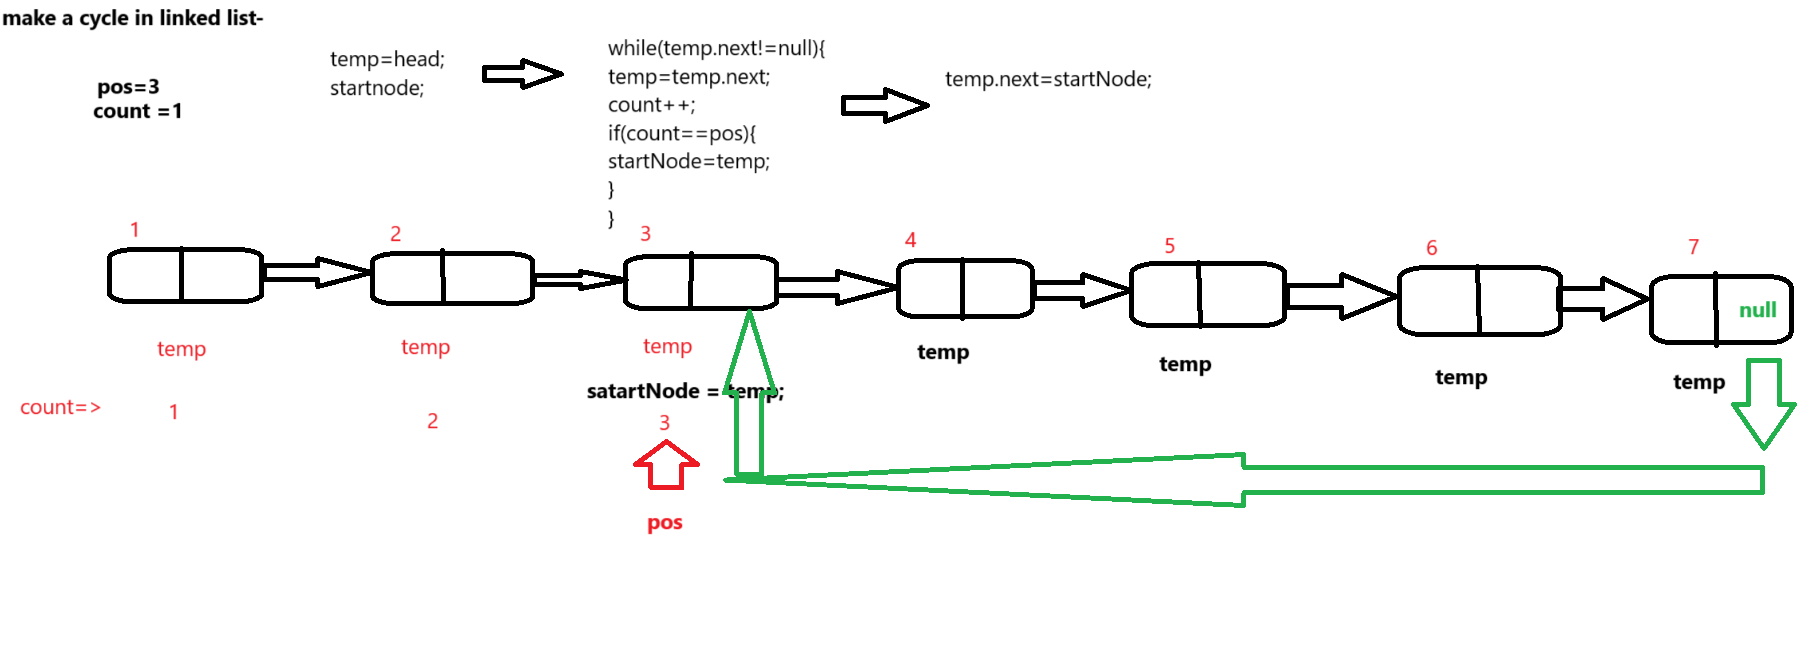 make a cycle in linked list-
pos=3
count =1
temp=head;
startnode;
while(temp.next!=null){
temp=temp.next;
count++;
if(count==pos){
startNode=temp;
}
}
temp.next=startNode;
1
2
3
4
5
6
7
null
temp
temp
temp
temp
temp
temp
temp
satartNode = temp;
count=>
1
2
3
pos